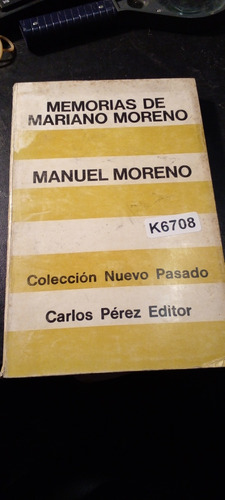 MEMORIAS DE
MARIANO MORENO
MANUEL MORENO
K6708
Colección Nuevo Pasado
Carlos Pérez Editor